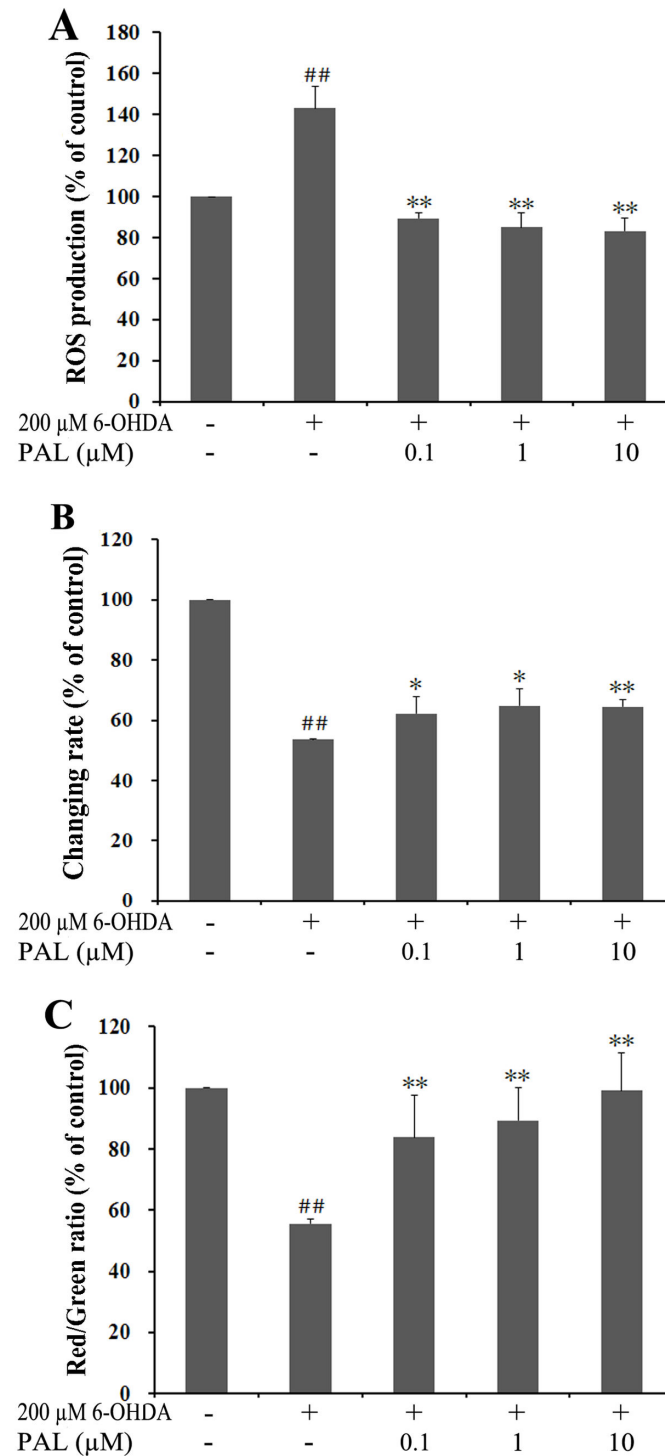 A
ROS production (% of coutrol)
180
160
140
120
100
80
60
40
20
0
##
** ** **
200 µM 6-OHDA - + + + +
PAL (µM) - - 0.1 1 10
B
Changing rate (% of control)
120
100
80
60
40
20
0
##
* * **
200 µM 6-OHDA - + + + +
PAL (µM) - - 0.1 1 10
C
Red/Green ratio (% of control)
120
100
80
60
40
20
0
##
** ** **
200 µM 6-OHDA - + + + +
PAL (µM) - - 0.1 1 10